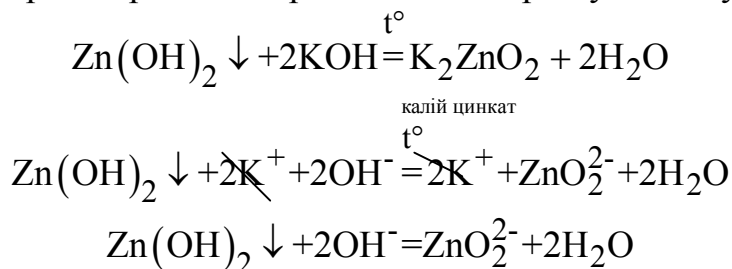 t°
Zn(OH)₂ ↓ +2KOH = K₂ZnO₂ + 2H₂O
калій цинкат
t°
Zn(OH)₂ ↓ +2K⁺ +2OH⁻ = 2K⁺ +ZnO₂²⁻ +2H₂O
Zn(OH)₂ ↓ +2OH⁻=ZnO₂²⁻+2H₂O